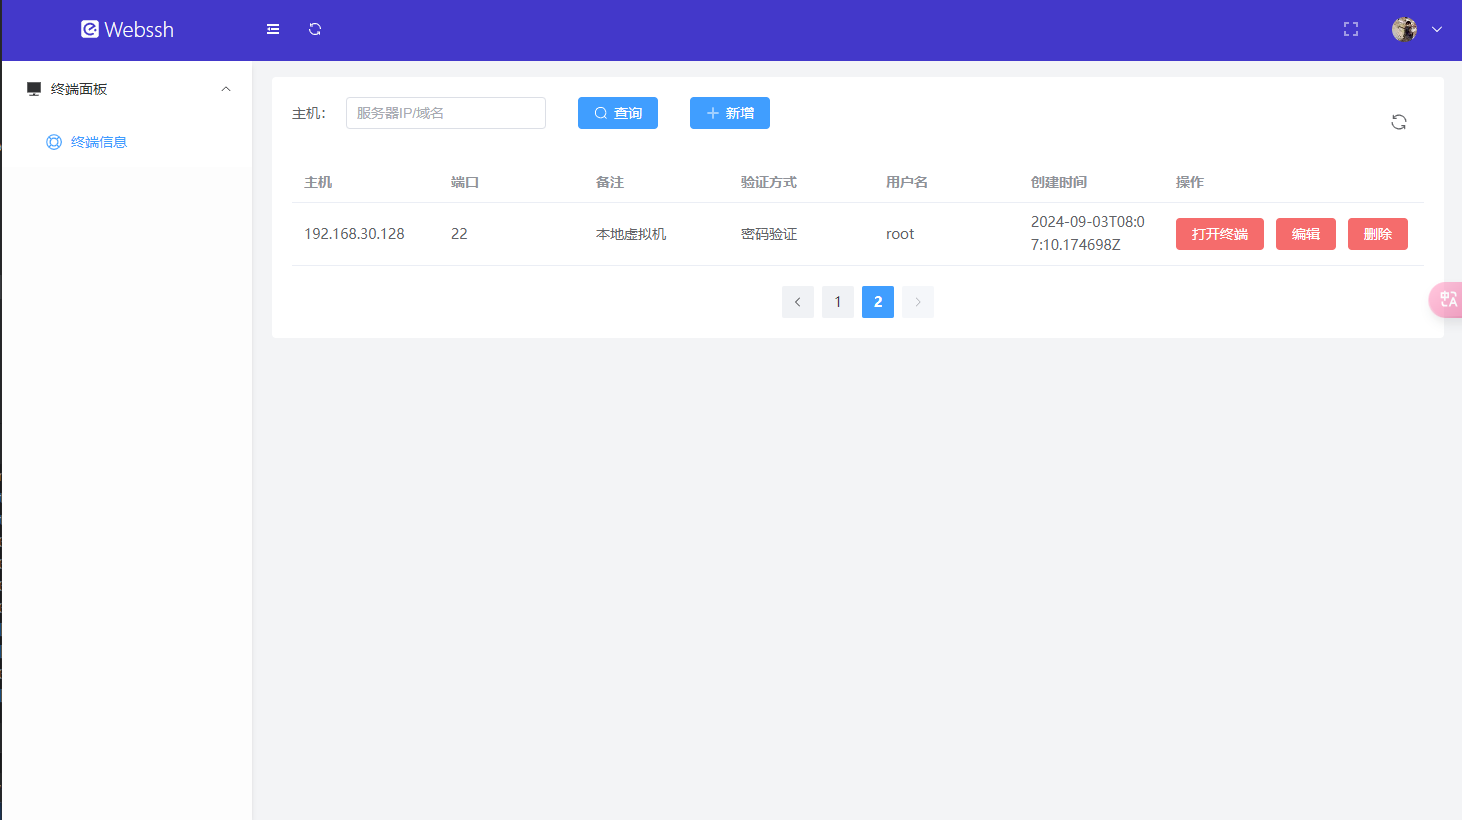 Webssh
终端面板
终端信息
主机： 服务器IP/域名 查询 新增
主机 端口 备注 验证方式 用户名 创建时间 操作
192.168.30.128 22 本地虚拟机 密码验证 root 2024-09-03T08:0
7:10.174698Z 打开终端 编辑 删除
1 2